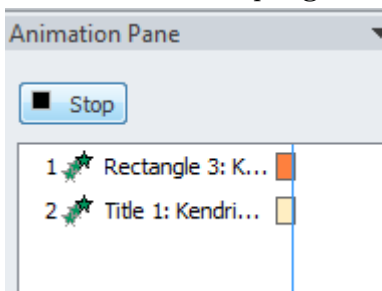 Animation Pane
Stop
1 Rectangle 3: K...
2 Title 1: Kendri...